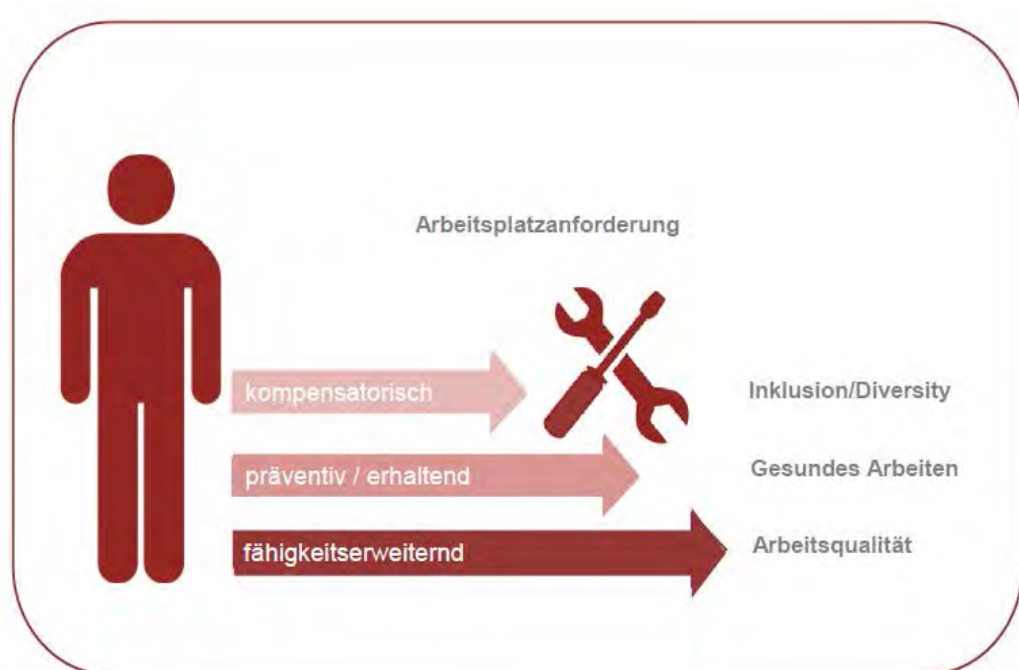 Arbeitsplatzanforderung
kompensatorisch
Inklusion/Diversity
präventiv / erhaltend
Gesundes Arbeiten
fähigkeitserweiternd
Arbeitsqualität